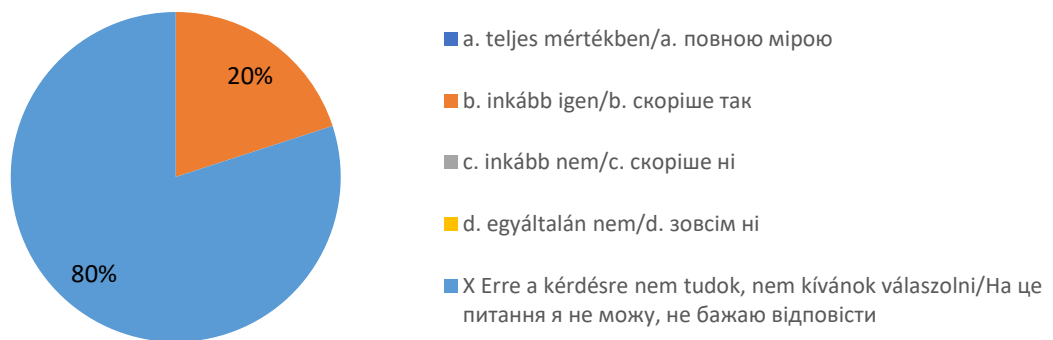 20%
80%
a. teljes mértékben/a. повною мірою
b. inkább igen/b. скоріше так
c. inkább nem/c. скоріше ні
d. egyáltalán nem/d. зовсім ні
X Erre a kérdésre nem tudok, nem kívánok válaszolni/На це
питання я не можу, не бажаю відповісти